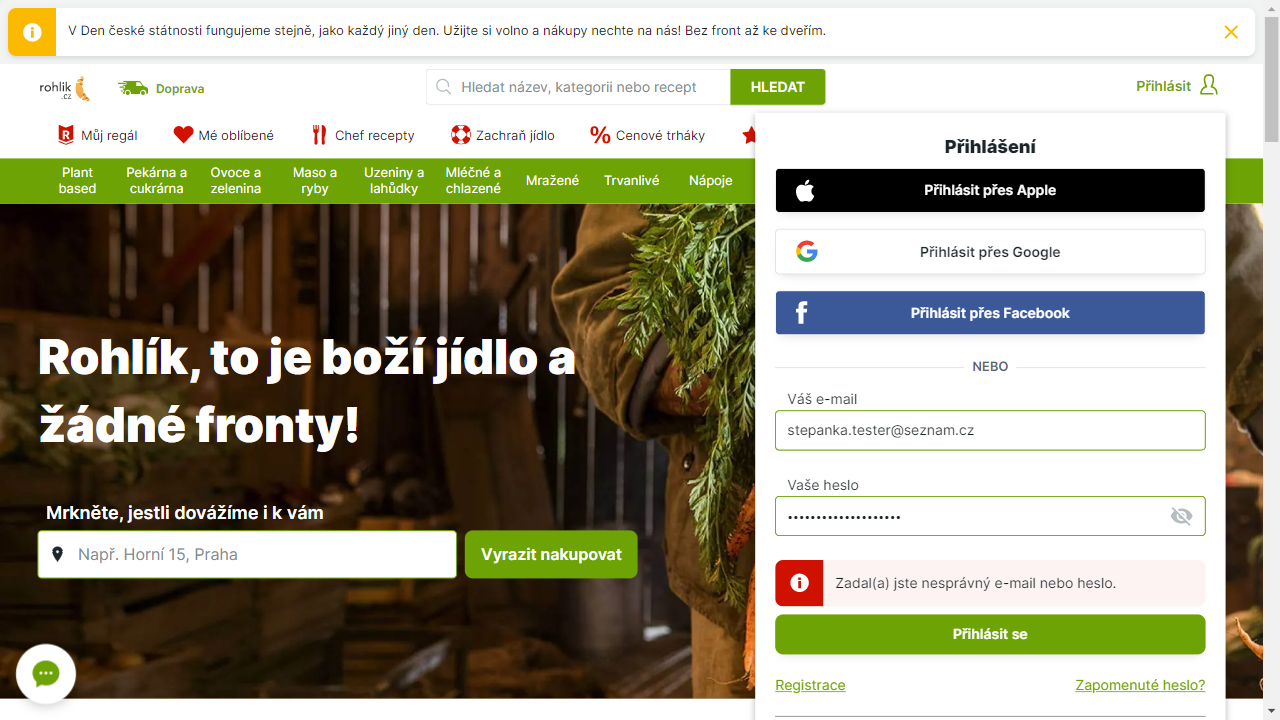 V Den české státnosti fungujeme stejně, jako každý jiný den. Užijte si volno a nákupy nechte na nás! Bez front až ke dveřím.
rohlik
.cz
Doprava
Hledat název, kategorii nebo recept
HLEDAT
Přihlásit
Můj regál
Mé oblíbené
Chef recepty
Zachraň jídlo
Cenové trháky
Plant
based
Pekárna a
cukrárna
Ovoce a
zelenina
Maso a
ryby
Uzeniny a
lahůdky
Mléčné a
chlazené
Mražené
Trvanlivé
Nápoje
Rohlík, to je boží jídlo a
žádné fronty!
Mrkněte, jestli dovážíme i k vám
Např. Horní 15, Praha
Vyrazit nakupovat
Přihlášení
Přihlásit přes Apple
Přihlásit přes Google
Přihlásit přes Facebook
NEBO
Váš e-mail
stepanka.tester@seznam.cz
Vaše heslo
••••••••••••••••••••
Zadal(a) jste nesprávný e-mail nebo heslo.
Přihlásit se
Registrace
Zapomenuté heslo?